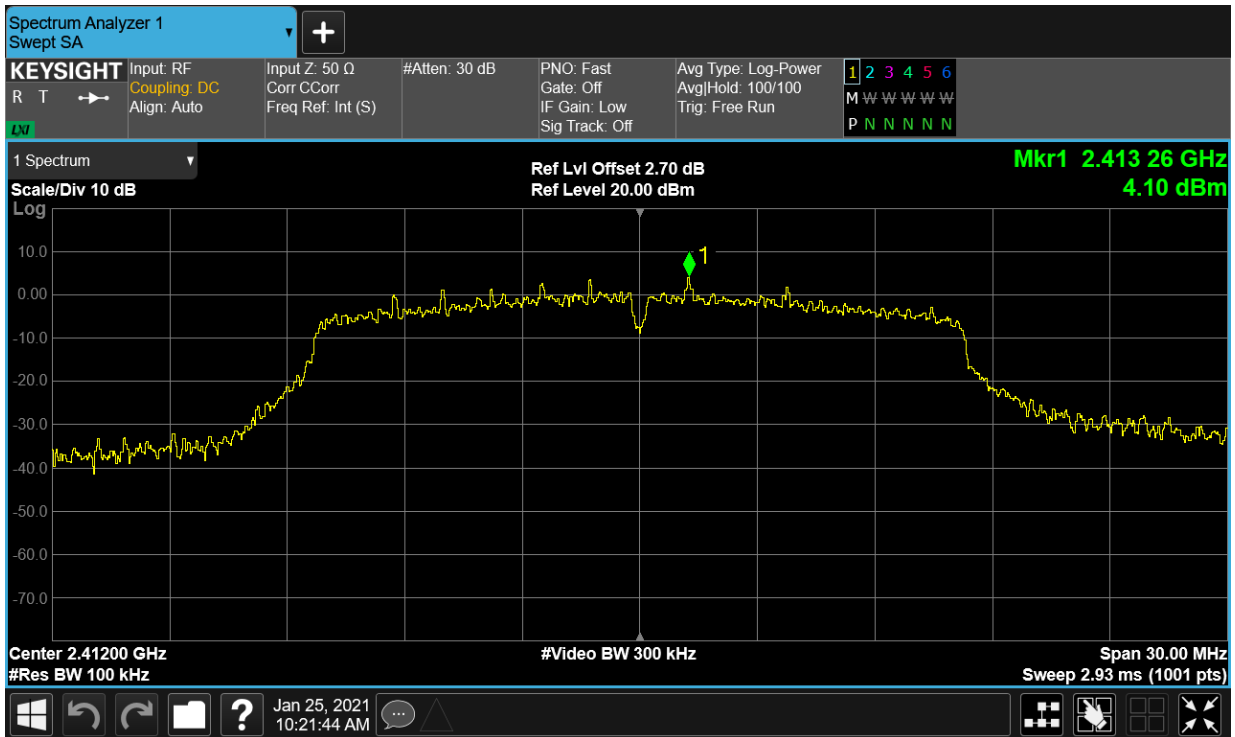 Spectrum Analyzer 1
Swept SA
KEYSIGHT
R T
LXI
Input: RF
Coupling: DC
Align: Auto
Input Z: 50 Ω
Corr CCorr
Freq Ref: Int (S)
#Atten: 30 dB
PNO: Fast
Gate: Off
IF Gain: Low
Sig Track: Off
Avg Type: Log-Power
Avg|Hold: 100/100
Trig: Free Run
1 2 3 4 5 6
M W W W W W
P N N N N N
1 Spectrum
Scale/Div 10 dB
Log
Ref Lvl Offset 2.70 dB
Ref Level 20.00 dBm
Mkr1 2.413 26 GHz
4.10 dBm
1
10.0
0.00
-10.0
-20.0
-30.0
-40.0
-50.0
-60.0
-70.0
Center 2.41200 GHz
#Res BW 100 kHz
#Video BW 300 kHz
Span 30.00 MHz
Sweep 2.93 ms (1001 pts)
?
Jan 25, 2021
10:21:44 AM